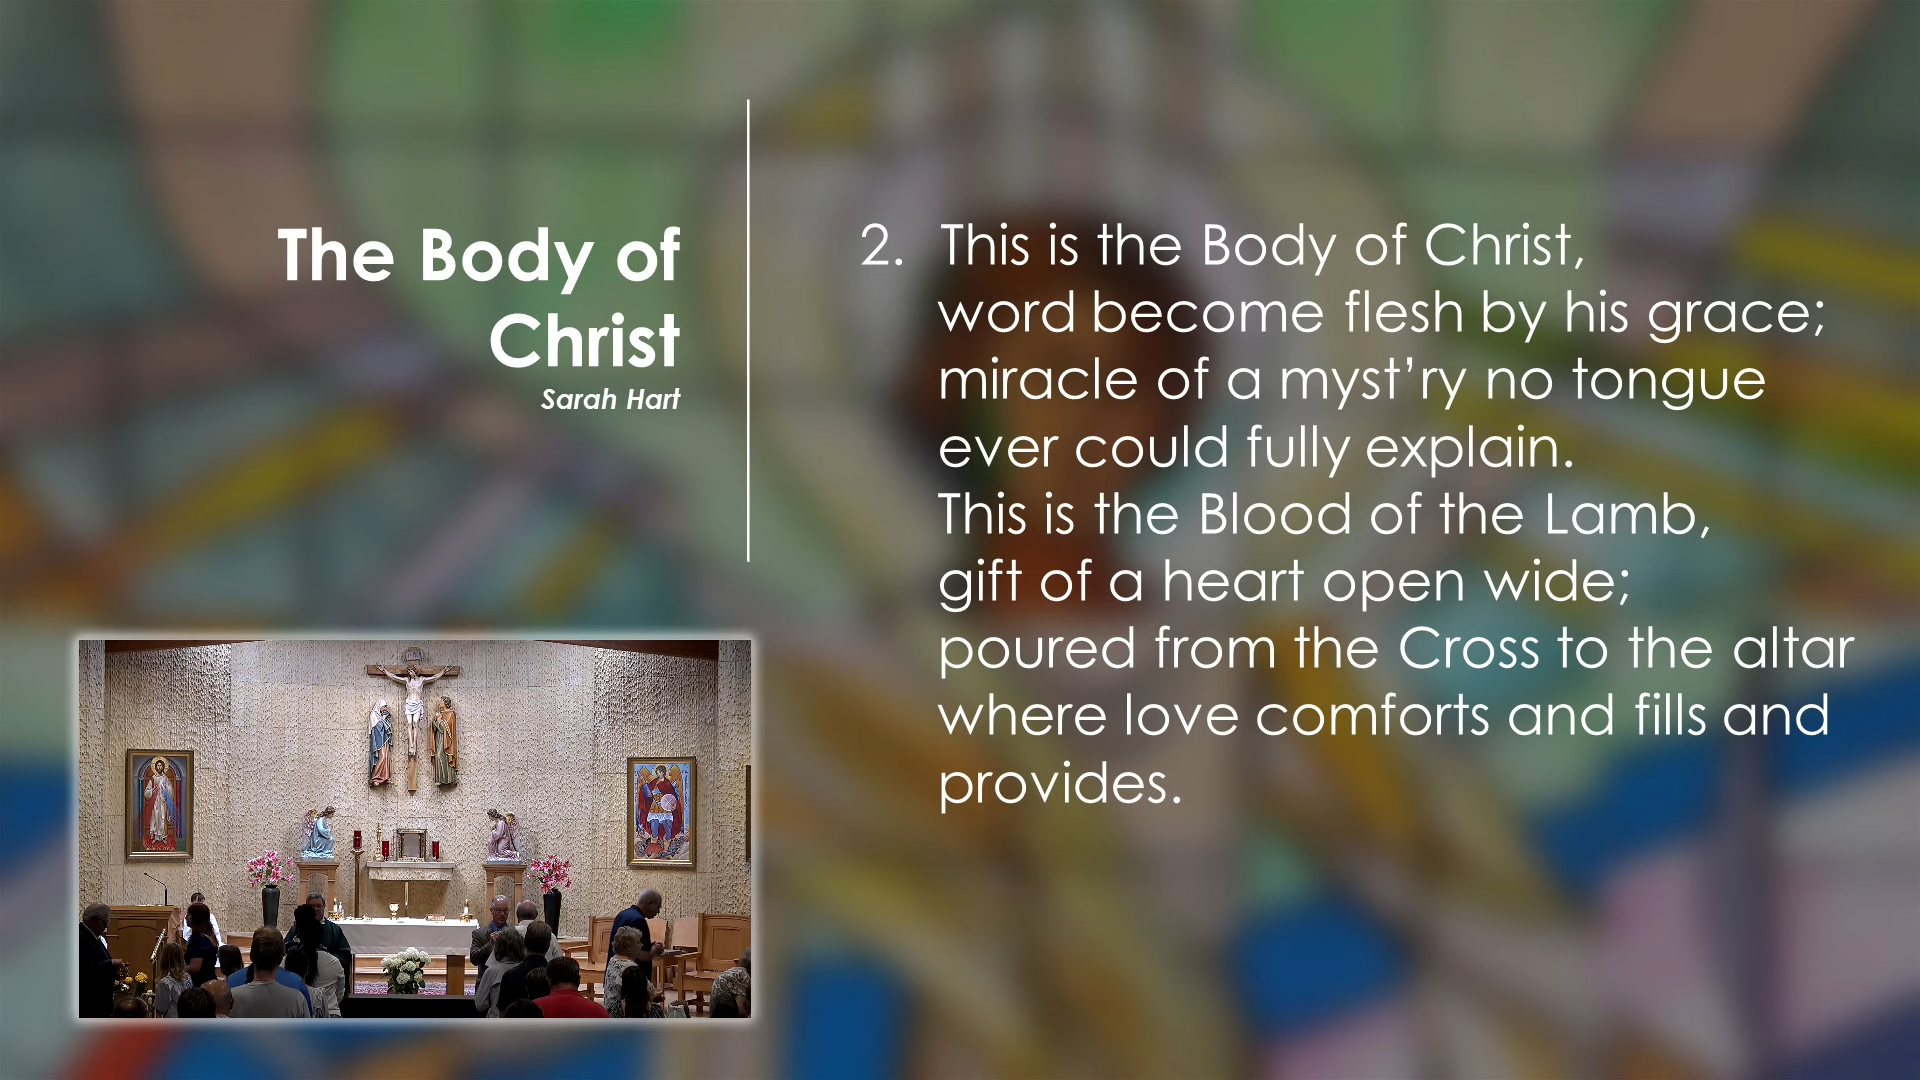 The Body of
Christ
Sarah Hart
2. This is the Body of Christ,
word become flesh by his grace;
miracle of a myst’ry no tongue
ever could fully explain.
This is the Blood of the Lamb,
gift of a heart open wide;
poured from the Cross to the altar
where love comforts and fills and
provides.